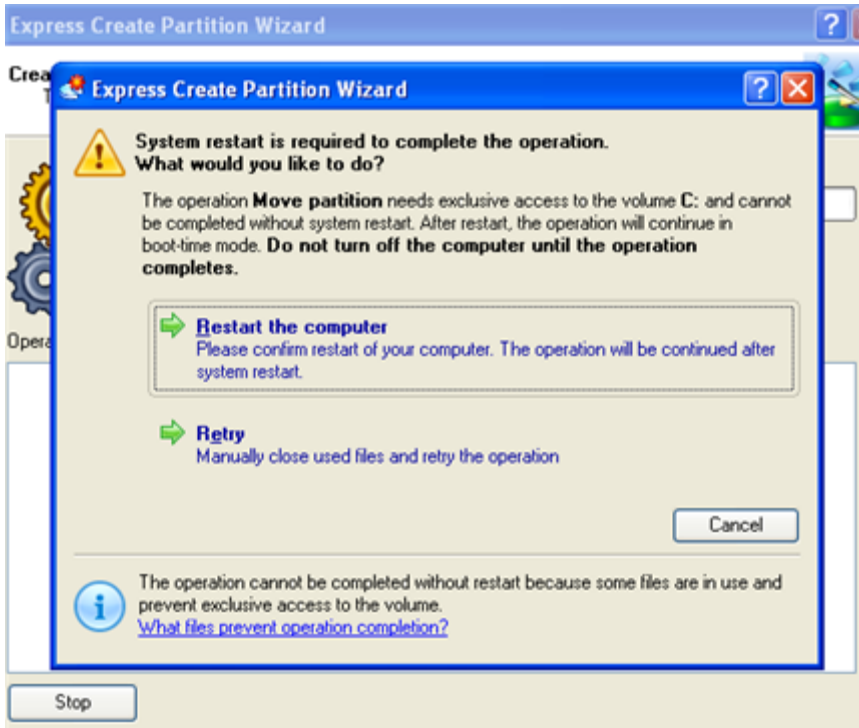 Express Create Partition Wizard
Crea
T
Express Create Partition Wizard
System restart is required to complete the operation.
What would you like to do?
The operation Move partition needs exclusive access to the volume C: and cannot
be completed without system restart. After restart, the operation will continue in
boot-time mode. Do not turn off the computer until the operation
completes.
Restart the computer
Please confirm restart of your computer. The operation will be continued after
system restart.
Retry
Manually close used files and retry the operation
Cancel
Opera
The operation cannot be completed without restart because some files are in use and
prevent exclusive access to the volume.
What files prevent operation completion?
Stop